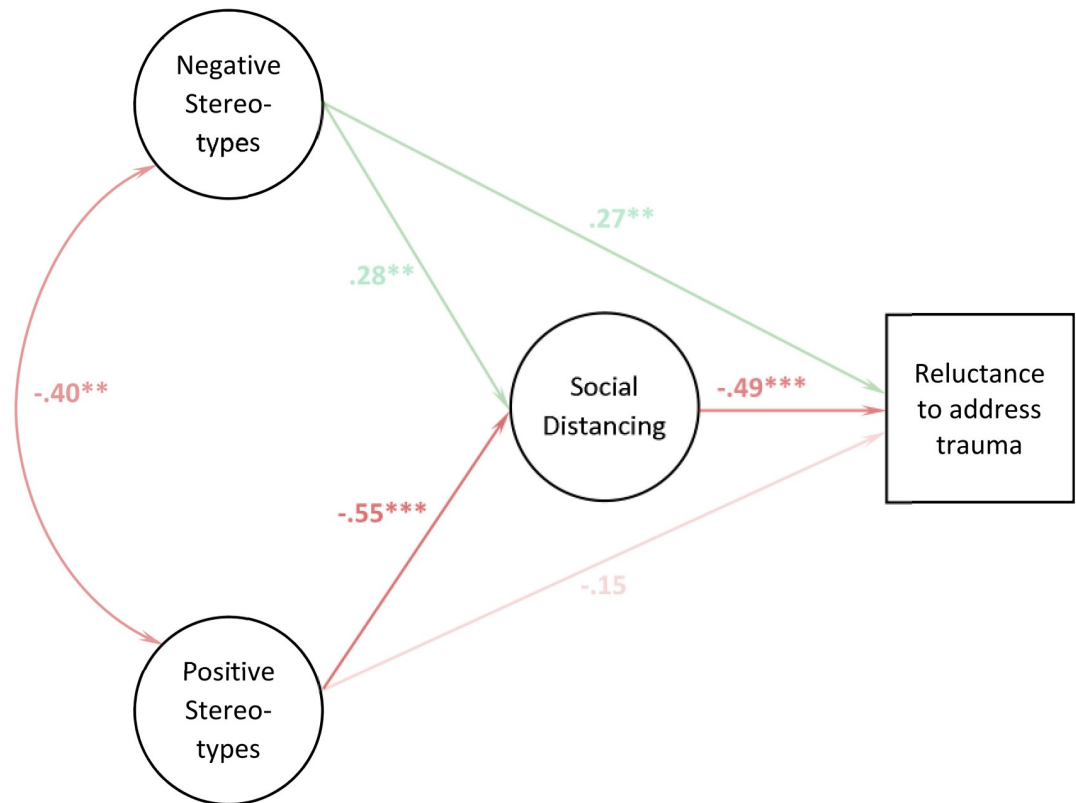 Negative
Stereo-
types
.27**
.28**
-.40**
Social
Distancing
-.49***
Reluctance
to address
trauma
-.55***
-.15
Positive
Stereo-
types